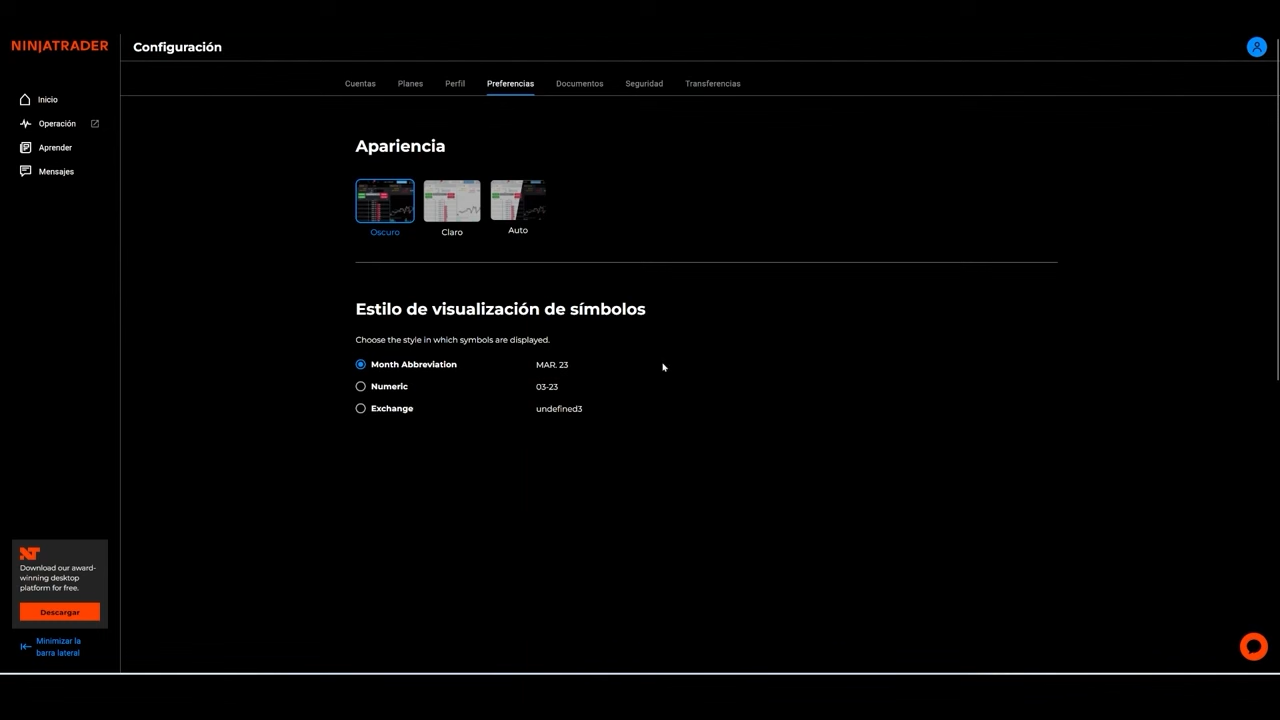 NINJATRADER
Configuración
Inicio
Operación
Aprender
Mensajes
Cuentas Planes Perfil Preferencias Documentos Seguridad Transferencias
Apariencia
Oscuro Claro Auto
Estilo de visualización de símbolos
Choose the style in which symbols are displayed.
Month Abbreviation MAR. 23
Numeric 03-23
Exchange undefined3
NT
Download our award-
winning desktop
platform for free.
Descargar
Minimizar la
barra lateral